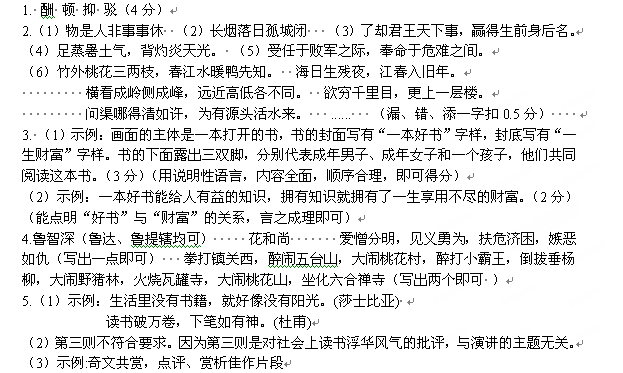 1. 酬 顿 抑 驳（4 分）
2.（1）物是人非事事休 （2）长烟落日孤城闭 （3）了却君王天下事，赢得生前身后名。
（4）足蒸暑土气，背灼炎天光。 （5）受任于败军之际，奉命于危难之间。
（6）竹外桃花三两枝，春江水暖鸭先知。 海日生残夜，江春入旧年。
横看成岭侧成峰，远近高低各不同。 欲穷千里目，更上一层楼。
问渠哪得清如许，为有源头活水来。 …… （漏、错、添一字扣 0.5 分）
3. （1）示例：画面的主体是一本打开的书，书的封面写有“一本好书”字样，封底写有“一
生财富”字样。书的下面露出三双脚，分别代表成年男子、成年女子和一个孩子，他们共同
阅读这本书。（3 分）（用说明性语言，内容全面，顺序合理，即可得分）
（2）示例：一本好书能给人有益的知识，拥有知识就拥有了一生享用不尽的财富。（2 分）
（能点明“好书”与“财富”的关系，言之成理即可）
4.鲁智深（鲁达、鲁提辖均可） 花和尚 爱憎分明，见义勇为，扶危济困，嫉恶
如仇（写出一点即可） 拳打镇关西，醉闹五台山，大闹桃花村，醉打小霸王，倒拔垂杨
柳，大闹野猪林，火烧瓦罐寺，大闹桃花山，坐化六合禅寺（写出两个即可 ）
5.（1）示例：生活里没有书籍，就好像没有阳光。(莎士比亚)
读书破万卷，下笔如有神。(杜甫)
（2）第三则不符合要求。因为第三则是对社会上读书浮华风气的批评，与演讲的主题无关。
（3）示例:奇文共赏，点评、赏析佳作片段